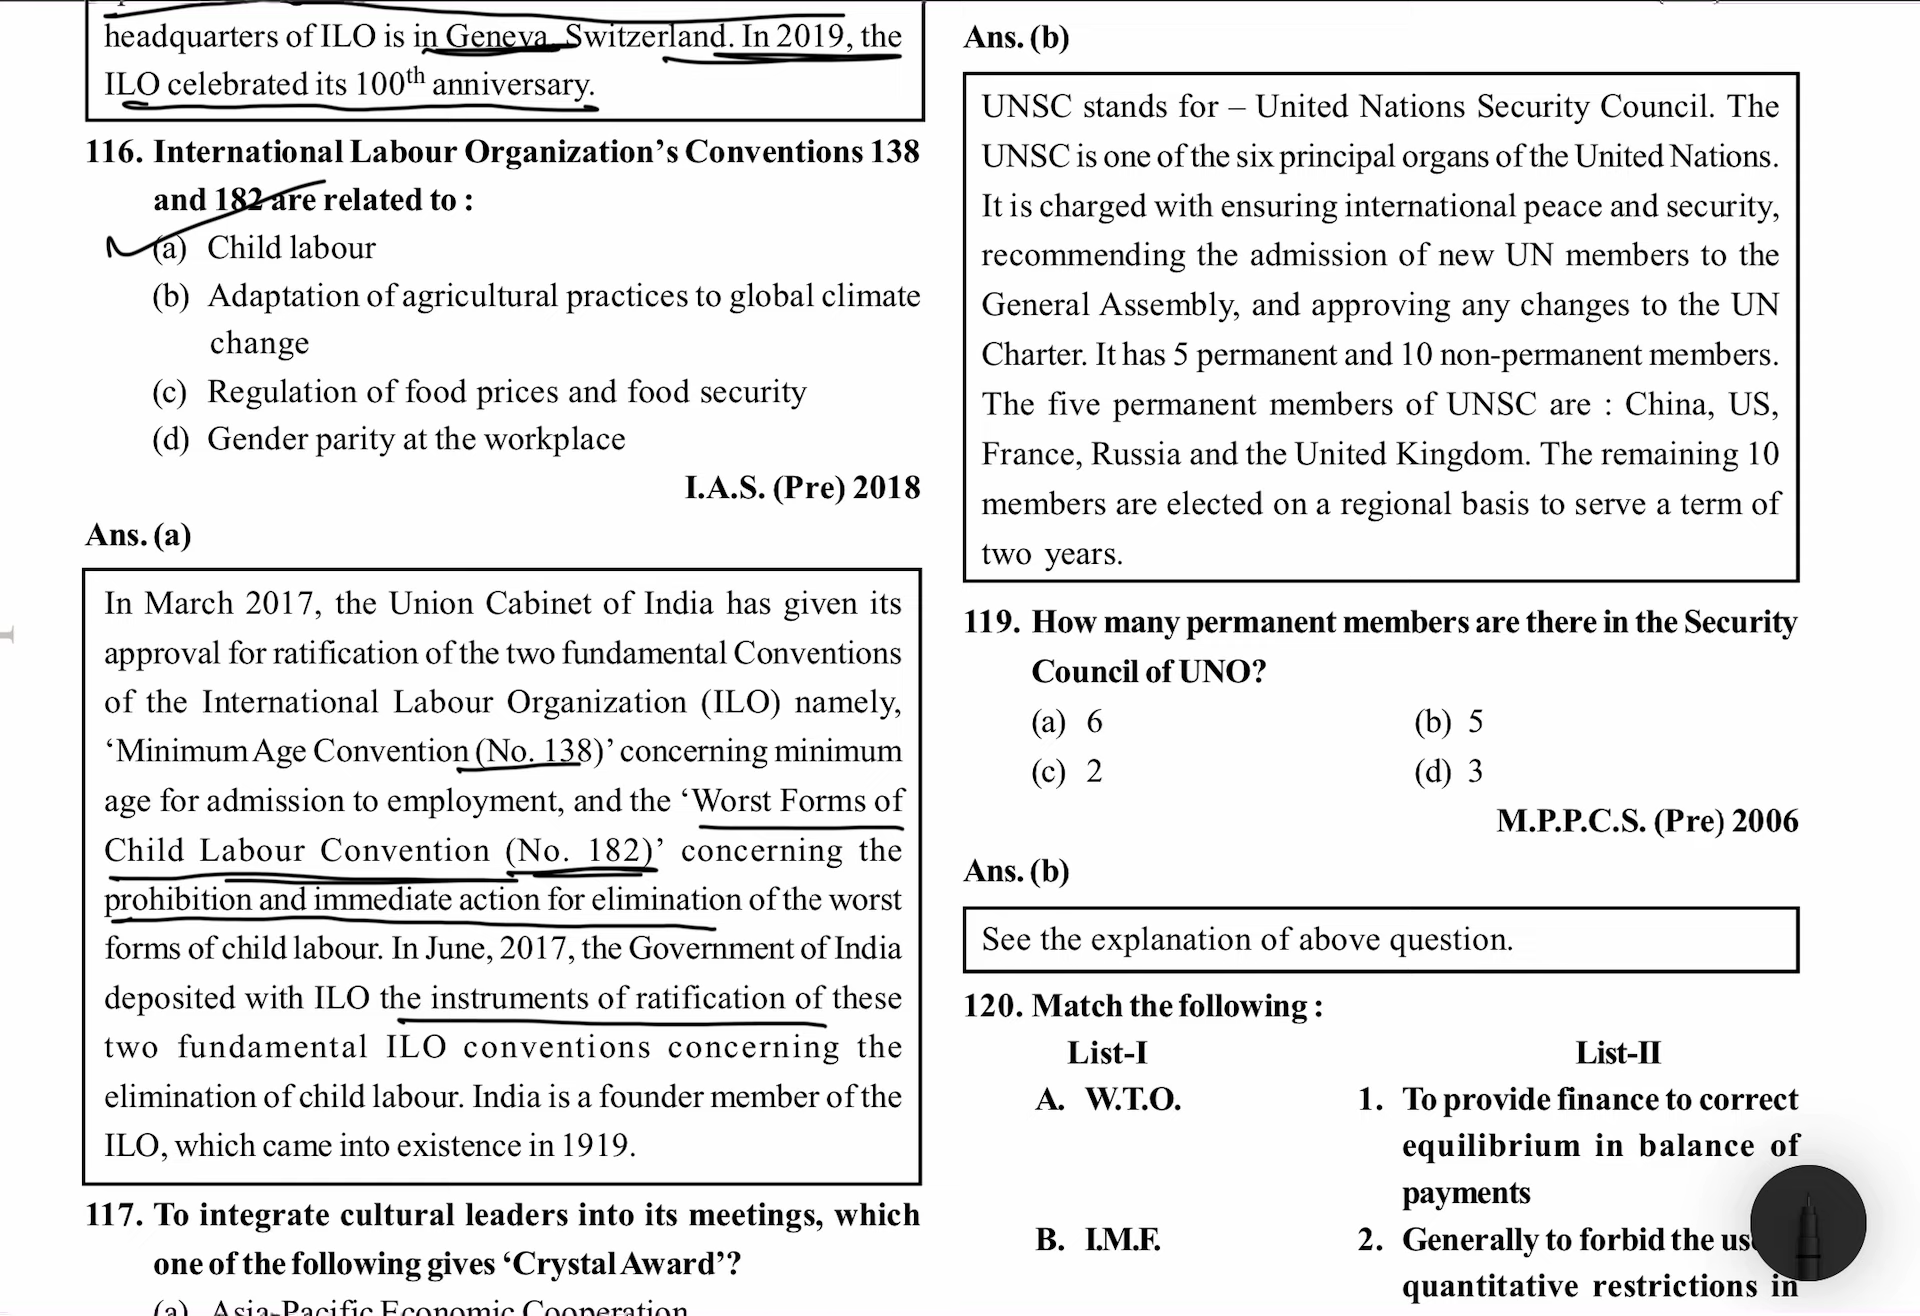 headquarters of ILO is in Geneva, Switzerland. In 2019, the
ILO celebrated its 100th anniversary.
116. International Labour Organization's Conventions 138
and 182 are related to :
(a) Child labour
(b) Adaptation of agricultural practices to global climate
change
(c) Regulation of food prices and food security
(d) Gender parity at the workplace
I.A.S. (Pre) 2018
Ans. (a)
In March 2017, the Union Cabinet of India has given its
approval for ratification of the two fundamental Conventions
of the International Labour Organization (ILO) namely,
‘Minimum Age Convention (No. 138)’ concerning minimum
age for admission to employment, and the ‘Worst Forms of
Child Labour Convention (No. 182)’ concerning the
prohibition and immediate action for elimination of the worst
forms of child labour. In June, 2017, the Government of India
deposited with ILO the instruments of ratification of these
two fundamental ILO conventions concerning the
elimination of child labour. India is a founder member of the
ILO, which came into existence in 1919.
117. To integrate cultural leaders into its meetings, which
one of the following gives ‘Crystal Award’?
(a) Asia-Pacific Economic Cooperation
Ans. (b)
UNSC stands for – United Nations Security Council. The
UNSC is one of the six principal organs of the United Nations.
It is charged with ensuring international peace and security,
recommending the admission of new UN members to the
General Assembly, and approving any changes to the UN
Charter. It has 5 permanent and 10 non-permanent members.
The five permanent members of UNSC are : China, US,
France, Russia and the United Kingdom. The remaining 10
members are elected on a regional basis to serve a term of
two years.
119. How many permanent members are there in the Security
Council of UNO?
(a) 6 (b) 5
(c) 2 (d) 3
M.P.P.C.S. (Pre) 2006
Ans. (b)
See the explanation of above question.
120. Match the following :
List-I List-II
A. W.T.O. 1. To provide finance to correct
equilibrium in balance of
payments
B. I.M.F. 2. Generally to forbid the
quantitative restrictions in